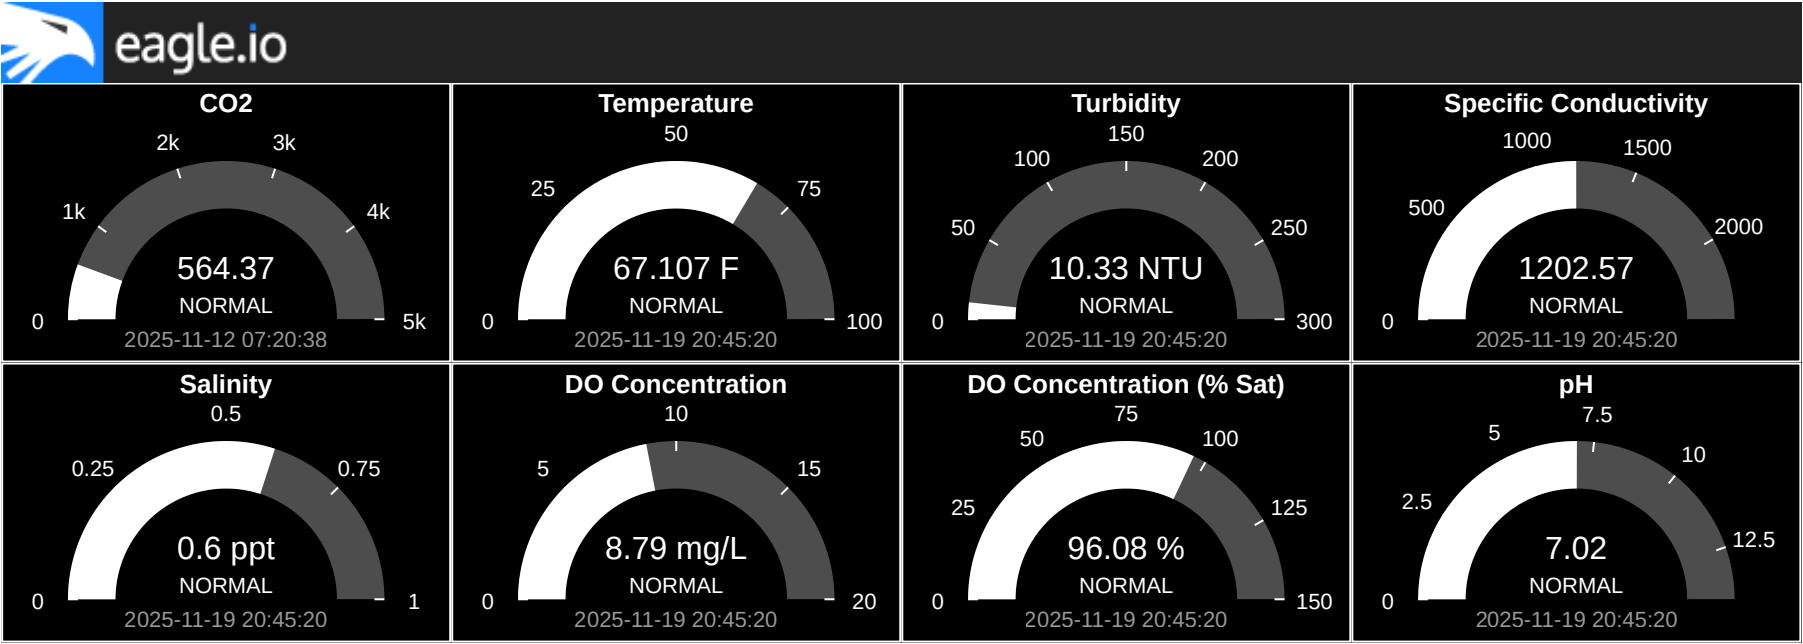 eagle.io
CO2
0
1k
2k
3k
4k
5k
564.37
NORMAL
2025-11-12 07:20:38
Temperature
0
25
50
75
100
67.107 F
NORMAL
2025-11-19 20:45:20
Turbidity
0
50
100
150
200
250
300
10.33 NTU
NORMAL
2025-11-19 20:45:20
Specific Conductivity
0
500
1000
1500
2000
1202.57
NORMAL
2025-11-19 20:45:20
Salinity
0
0.25
0.5
0.75
1
0.6 ppt
NORMAL
2025-11-19 20:45:20
DO Concentration
0
5
10
15
20
8.79 mg/L
NORMAL
2025-11-19 20:45:20
DO Concentration (% Sat)
0
25
50
75
100
125
150
96.08 %
NORMAL
2025-11-19 20:45:20
pH
0
2.5
5
7.5
10
12.5
7.02
NORMAL
2025-11-19 20:45:20